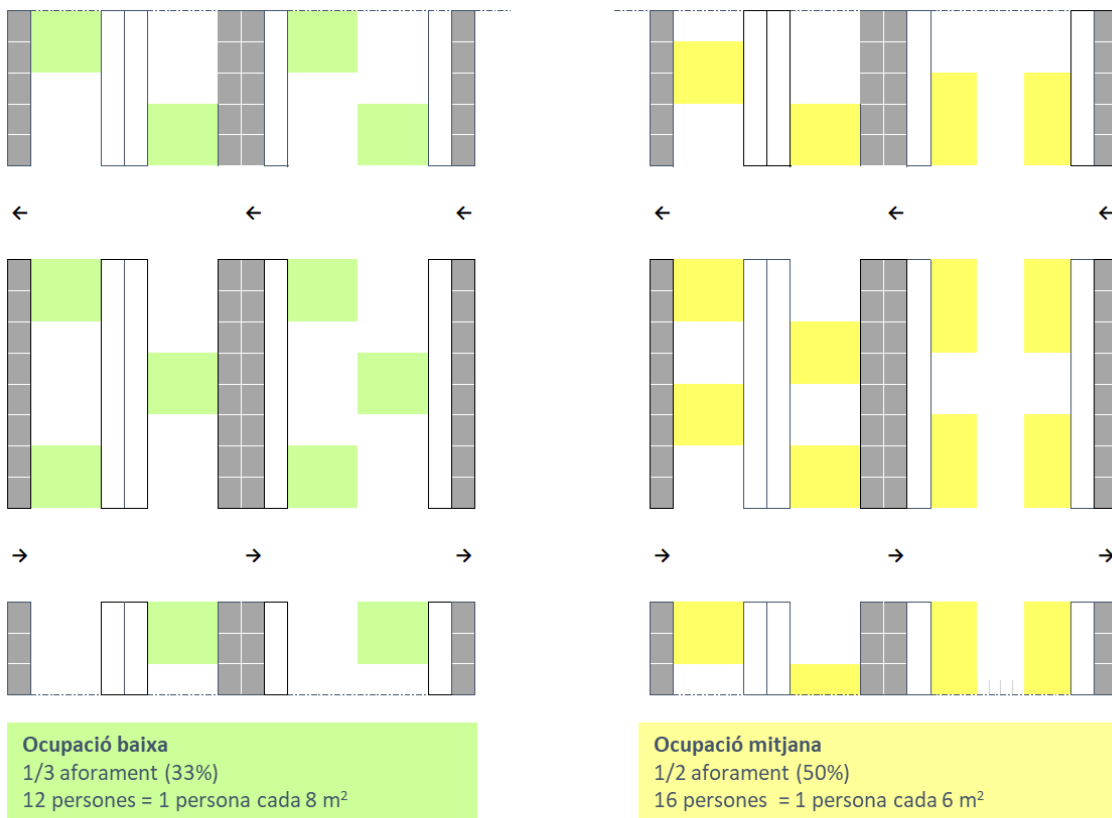 Ocupació baixa
1/3 aforament (33%)
12 persones = 1 persona cada 8 m²
Ocupació mitjana
1/2 aforament (50%)
16 persones = 1 persona cada 6 m²